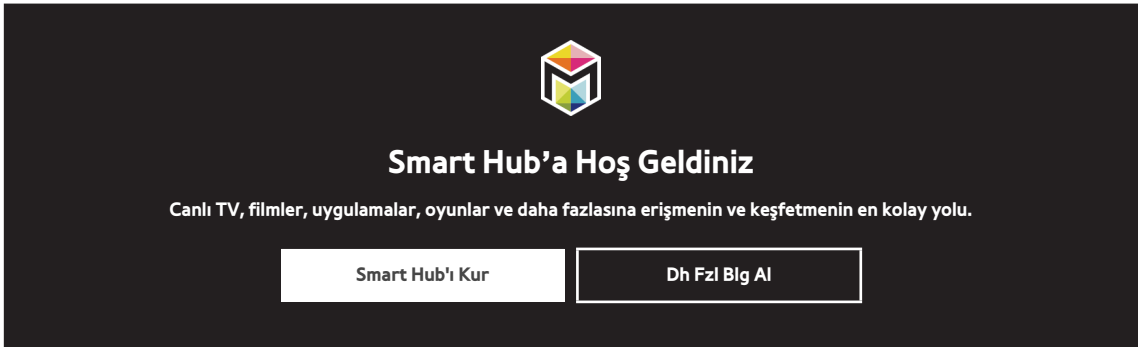 Smart Hub’a Hoş Geldiniz
Canlı TV, filmler, uygulamalar, oyunlar ve daha fazlasına erişmenin ve keşfetmenin en kolay yolu.
Smart Hub'ı Kur
Dh Fzl Blg Al